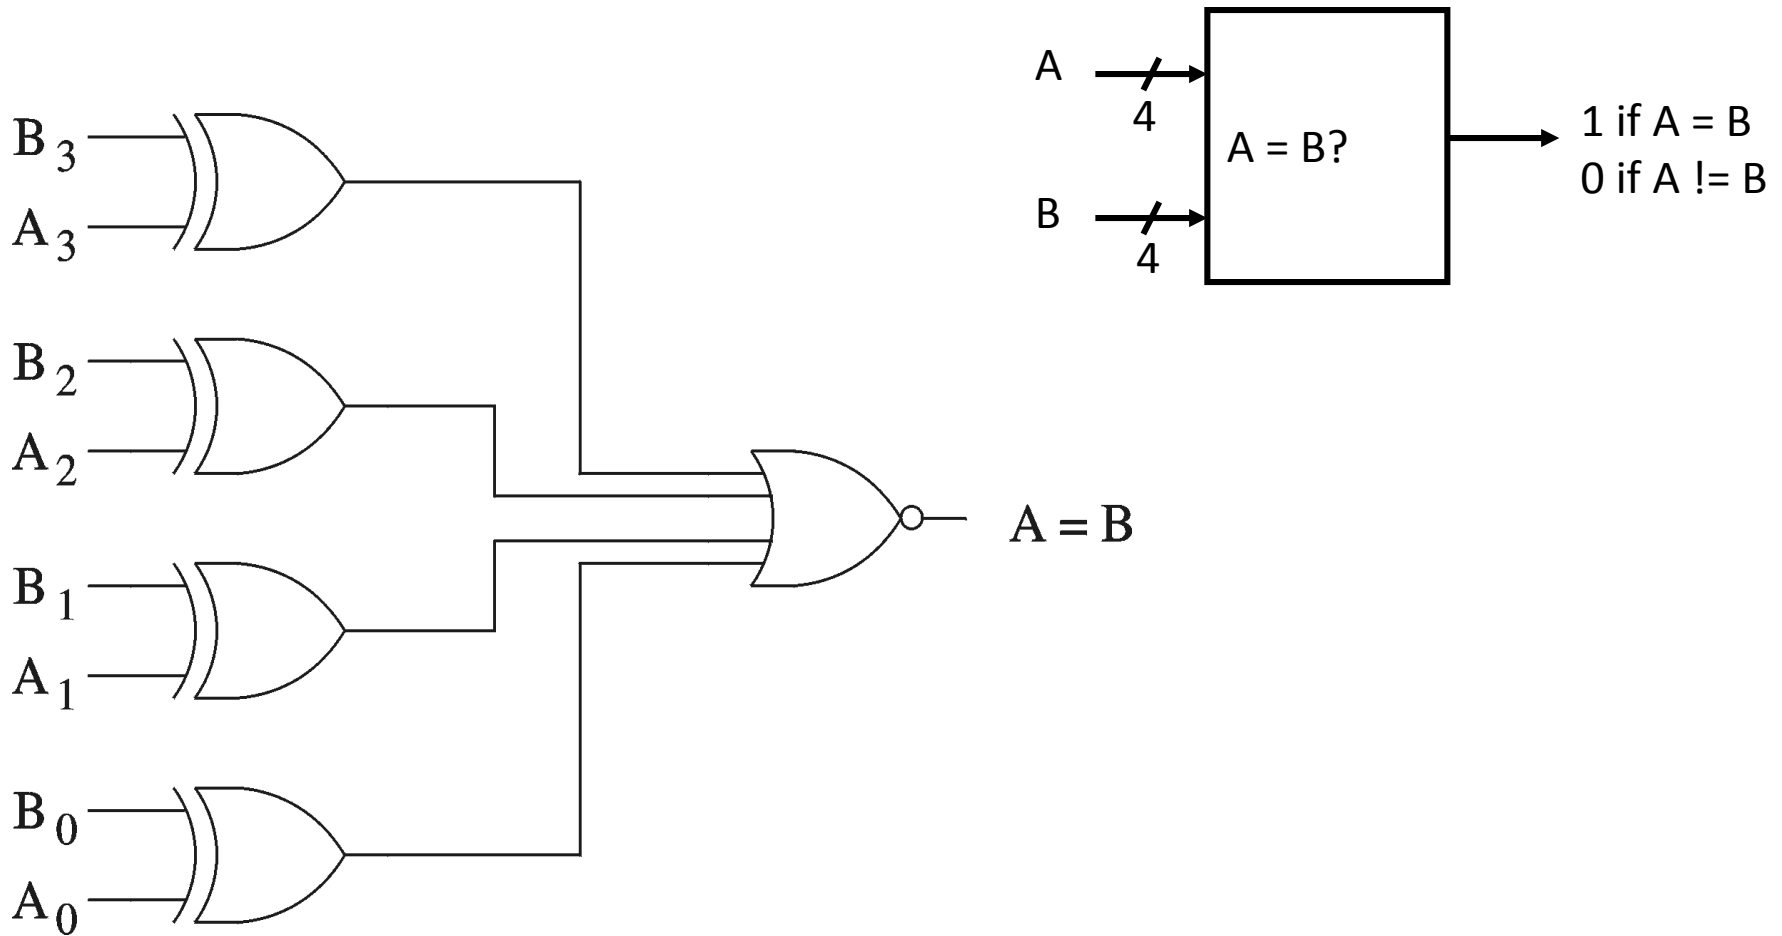 B3
A3
B2
A2
B1
A1
B0
A0
A = B
A
4
B
4
A = B?
1 if A = B
0 if A != B